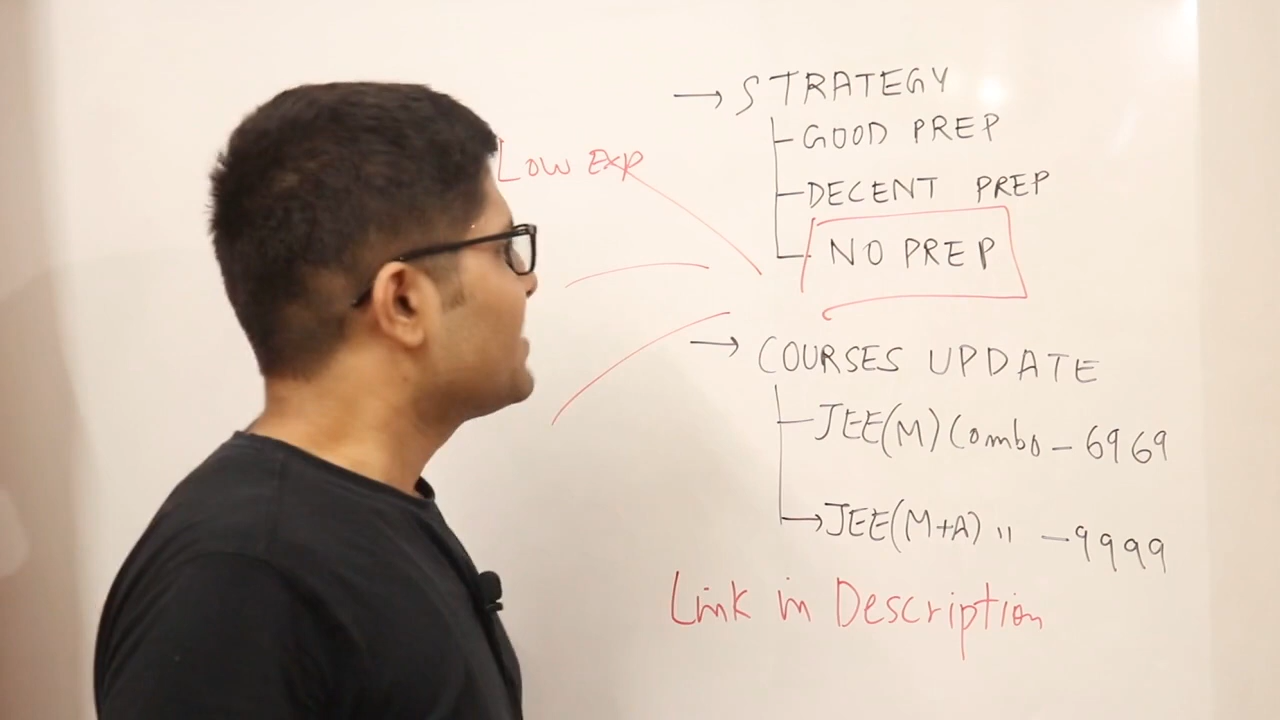 → STRATEGY
GOOD PREP
Low Exp
DECENT PREP
NO PREP
→ COURSES UPDATE
JEE(M) Combo - 6969
→ JEE(M+A) " - 9999
Link in Description